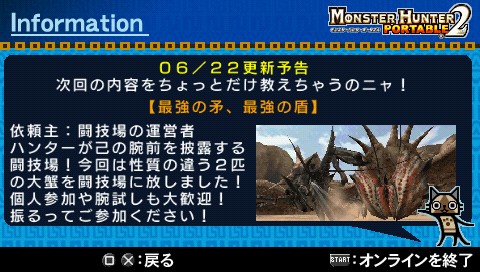 Information
MONSTER HUNTER
PORTABLE 2
06/22更新予告
次回の内容をちょっとだけ教えちゃうのニャ!
【最強の矛、最強の盾】
依頼主:闘技場の運営者
ハンターが己の腕前を披露する
闘技場!今回は性質の違う2匹
の大蟹を闘技場に放しました!
個人参加や腕試しも大歓迎!
振るってご参加ください!
□ ×:戻る
START:オンラインを終了